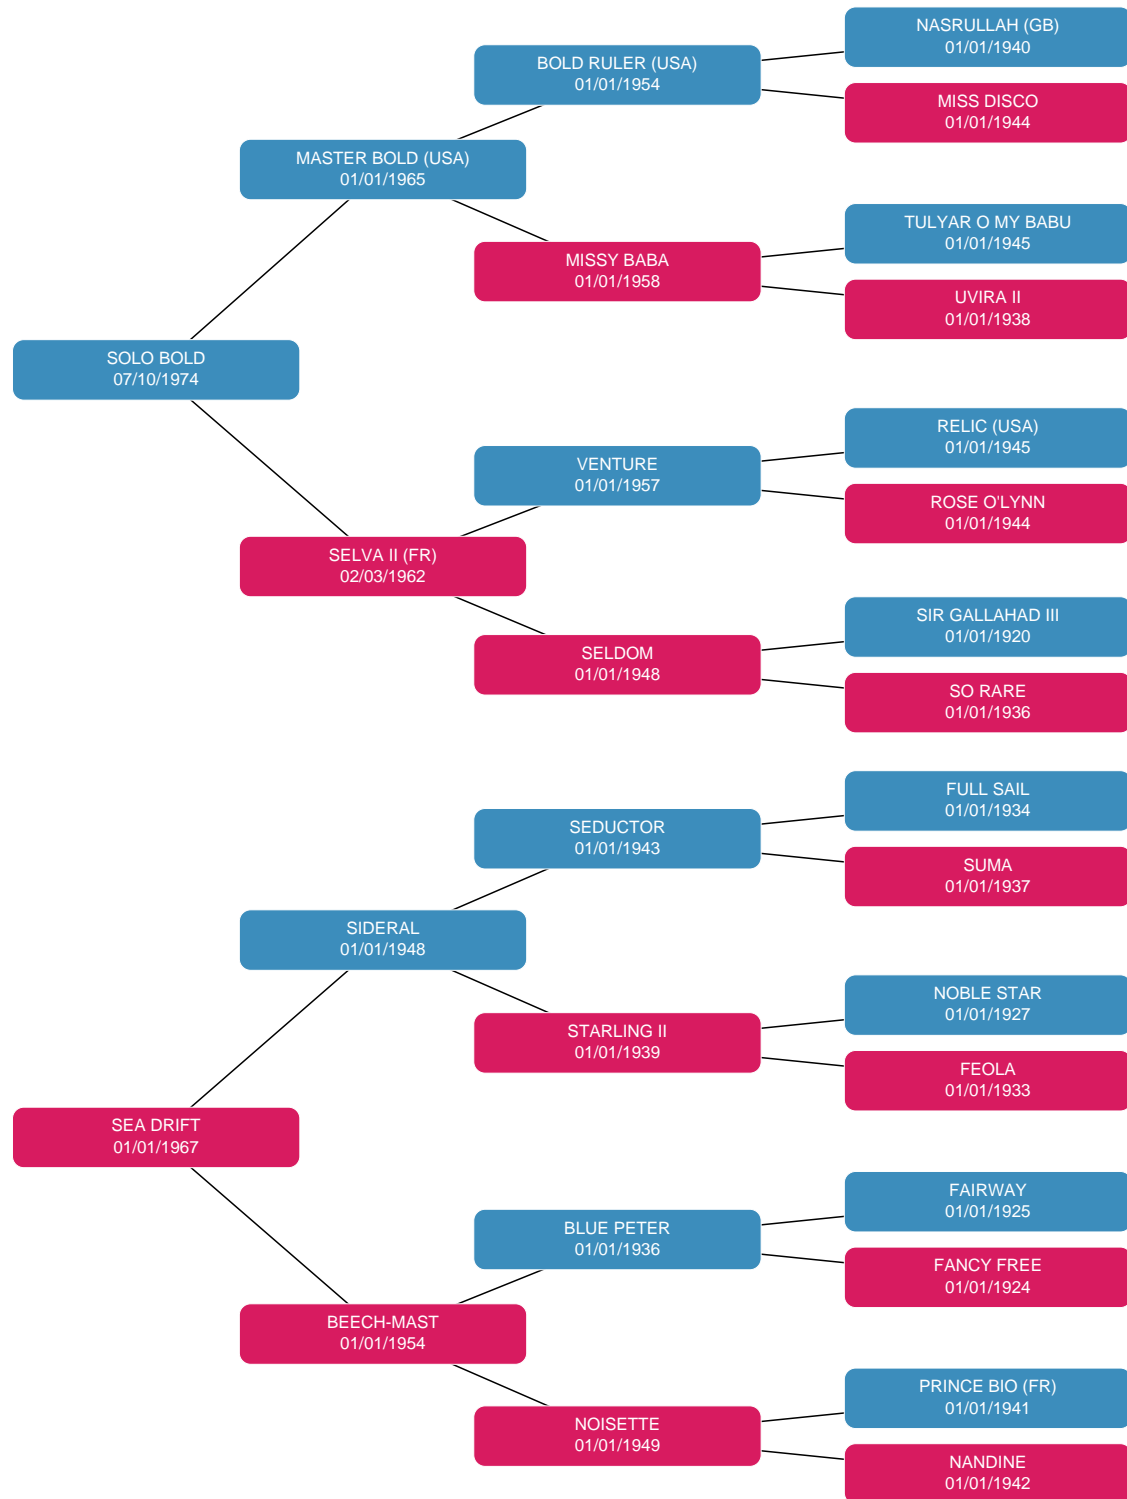 NASRULLAH (GB)
01/01/1940
BOLD RULER (USA)
01/01/1954
MISS DISCO
01/01/1944
MASTER BOLD (USA)
01/01/1965
TULYAR O MY BABU
01/01/1945
MISSY BABA
01/01/1958
UVIRA II
01/01/1938
SOLO BOLD
07/10/1974
RELIC (USA)
01/01/1945
VENTURE
01/01/1957
ROSE O'LYNN
01/01/1944
SELVA II (FR)
02/03/1962
SIR GALLAHAD III
01/01/1920
SELDOM
01/01/1948
SO RARE
01/01/1936
FULL SAIL
01/01/1934
SEDUCTOR
01/01/1943
SUMA
01/01/1937
SIDERAL
01/01/1948
NOBLE STAR
01/01/1927
STARLING II
01/01/1939
FEOLA
01/01/1933
SEA DRIFT
01/01/1967
FAIRWAY
01/01/1925
BLUE PETER
01/01/1936
FANCY FREE
01/01/1924
BEECH-MAST
01/01/1954
PRINCE BIO (FR)
01/01/1941
NOISETTE
01/01/1949
NANDINE
01/01/1942